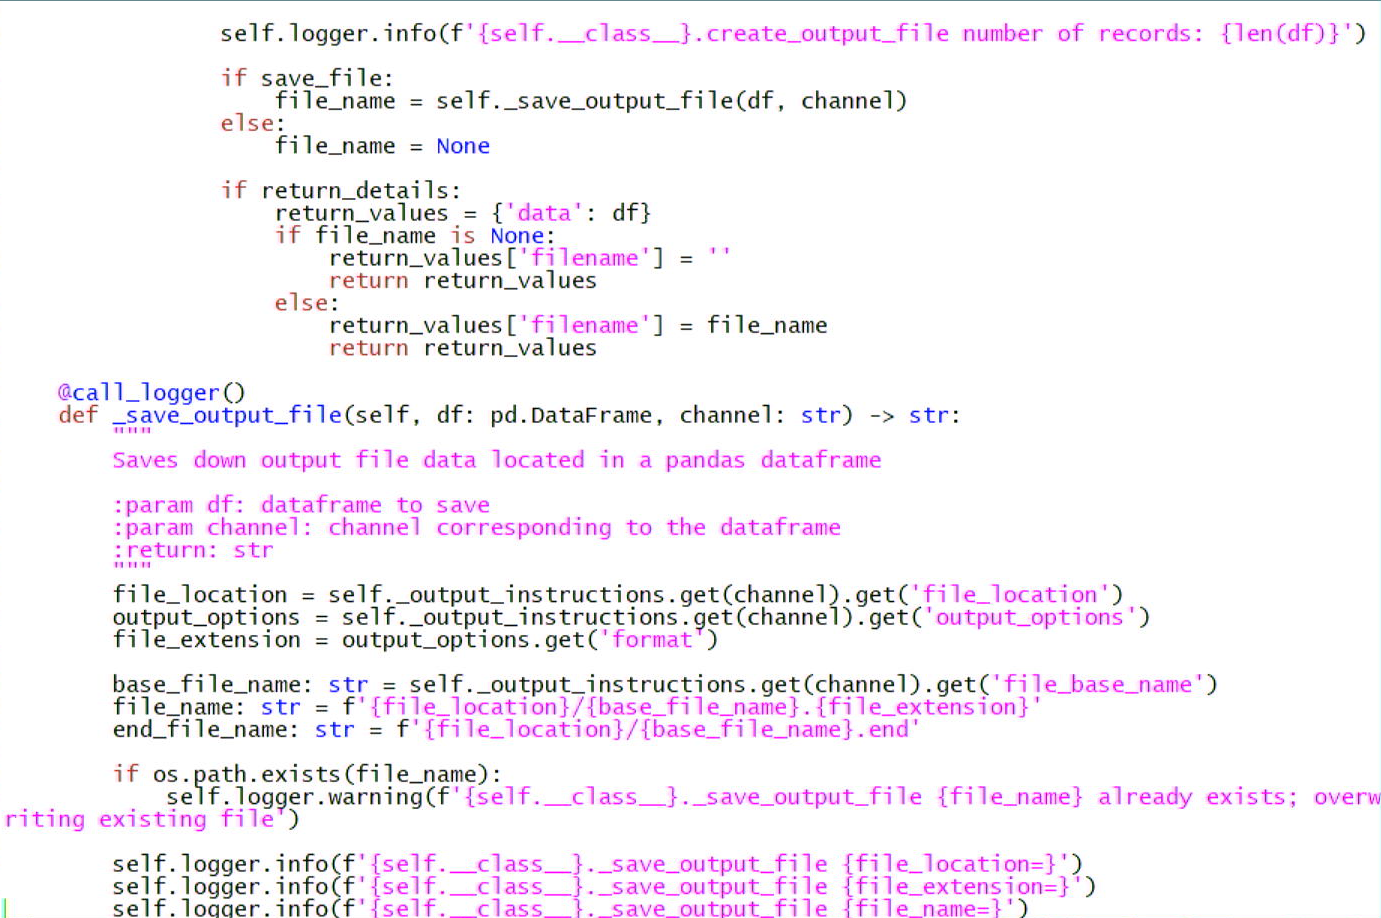 self.logger.info(f'{self.__class__}.create_output_file number of records: {len(df)}')
if save_file:
file_name = self._save_output_file(df, channel)
else:
file_name = None
if return_details:
return_values = {'data': df}
if file_name is None:
return_values['filename'] = ''
return return_values
else:
return_values['filename'] = file_name
return return_values
@call_logger()
def _save_output_file(self, df: pd.DataFrame, channel: str) -> str:
"""
Saves down output file data located in a pandas dataframe
:param df: dataframe to save
:param channel: channel corresponding to the dataframe
:return: str
"""
file_location = self._output_instructions.get(channel).get('file_location')
output_options = self._output_instructions.get(channel).get('output_options')
file_extension = output_options.get('format')
base_file_name: str = self._output_instructions.get(channel).get('file_base_name')
file_name: str = f'{file_location}/{base_file_name}.{file_extension}'
end_file_name: str = f'{file_location}/{base_file_name}.end'
if os.path.exists(file_name):
self.logger.warning(f'{self.__class__}._save_output_file {file_name} already exists; overw
riting existing file')
self.logger.info(f'{self.__class__}._save_output_file {file_location=}')
self.logger.info(f'{self.__class__}._save_output_file {file_extension=}')
self.logger.info(f'{self.__class__}._save_output_file {file_name=}')